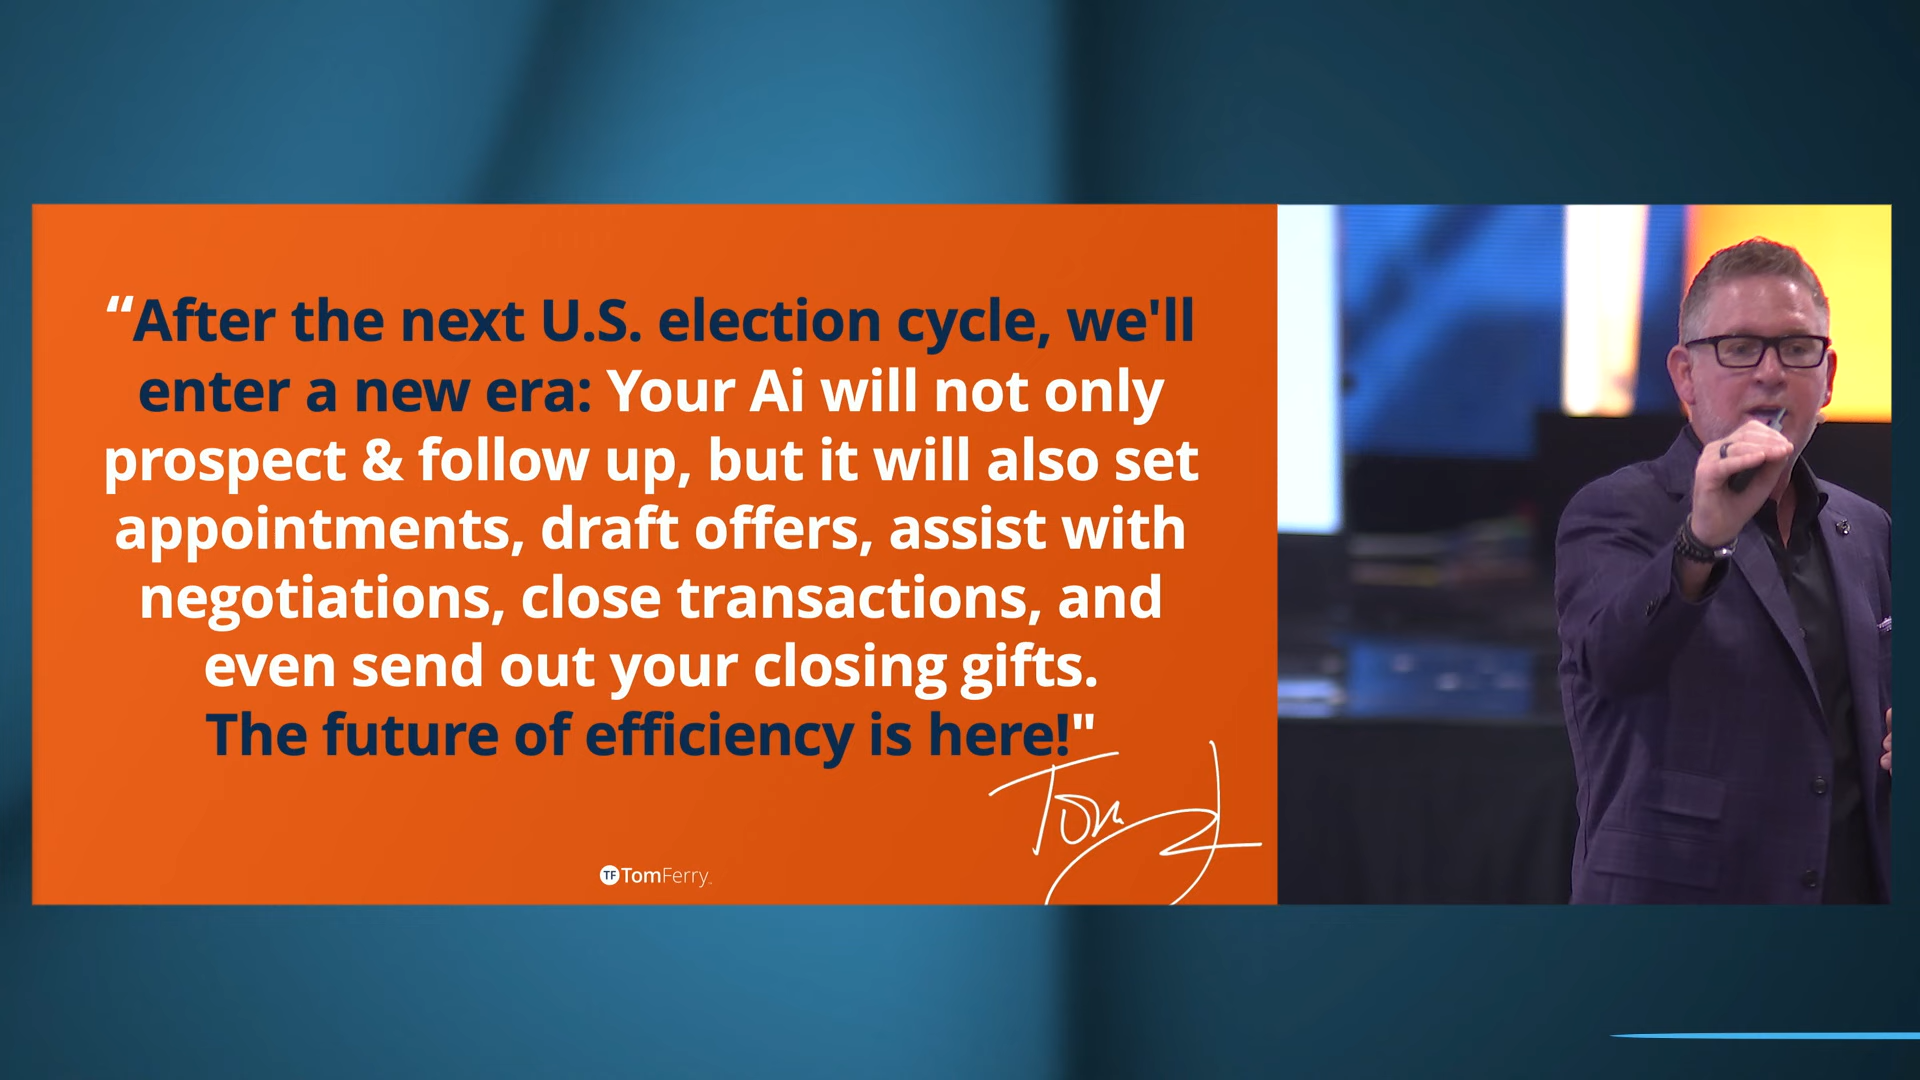 “After the next U.S. election cycle, we'll
enter a new era: Your Ai will not only
prospect & follow up, but it will also set
appointments, draft offers, assist with
negotiations, close transactions, and
even send out your closing gifts.
The future of efficiency is here!"
Tom
TF TomFerry